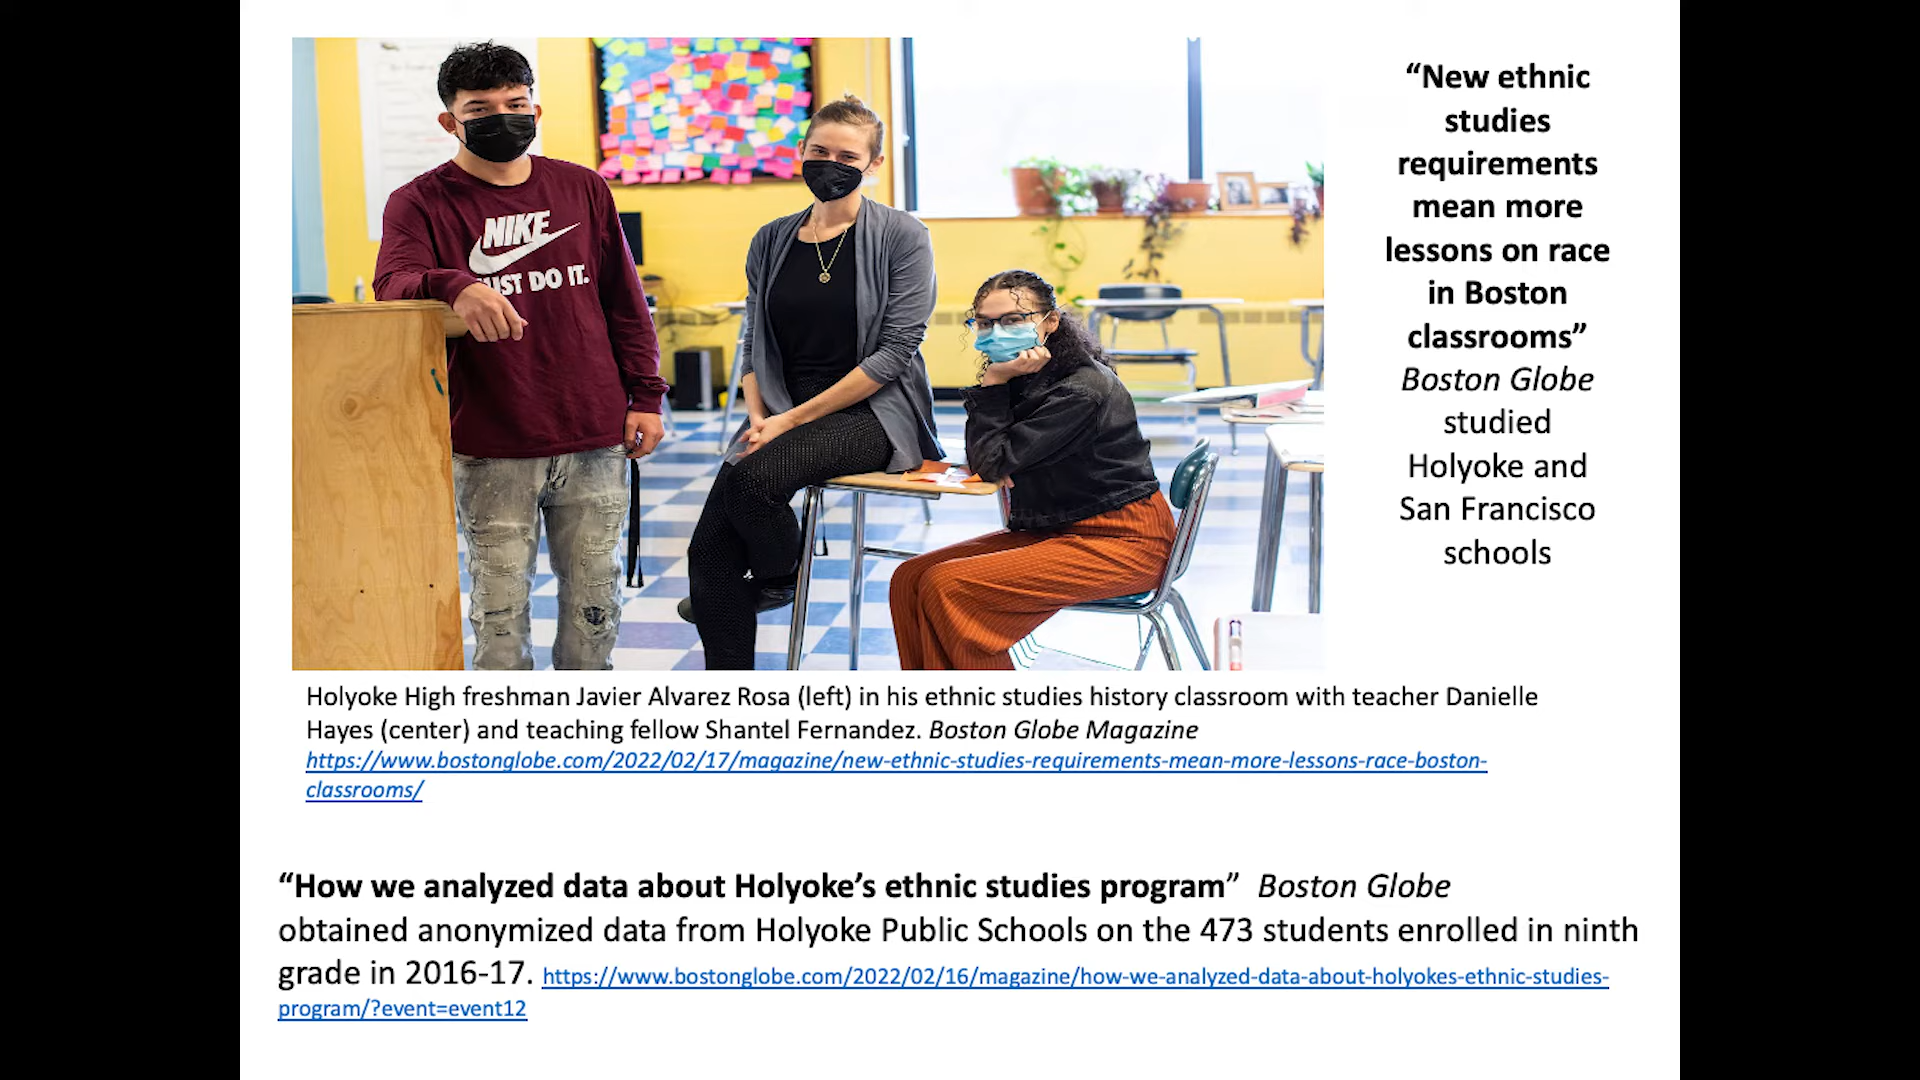 NIKE
JUST DO IT.
“New ethnic
studies
requirements
mean more
lessons on race
in Boston
classrooms”
Boston Globe
studied
Holyoke and
San Francisco
schools
Holyoke High freshman Javier Alvarez Rosa (left) in his ethnic studies history classroom with teacher Danielle
Hayes (center) and teaching fellow Shantel Fernandez. Boston Globe Magazine
https://www.bostonglobe.com/2022/02/17/magazine/new-ethnic-studies-requirements-mean-more-lessons-race-boston-
classrooms/
“How we analyzed data about Holyoke’s ethnic studies program” Boston Globe
obtained anonymized data from Holyoke Public Schools on the 473 students enrolled in ninth
grade in 2016-17. https://www.bostonglobe.com/2022/02/16/magazine/how-we-analyzed-data-about-holyokes-ethnic-studies-
program/?event=event12